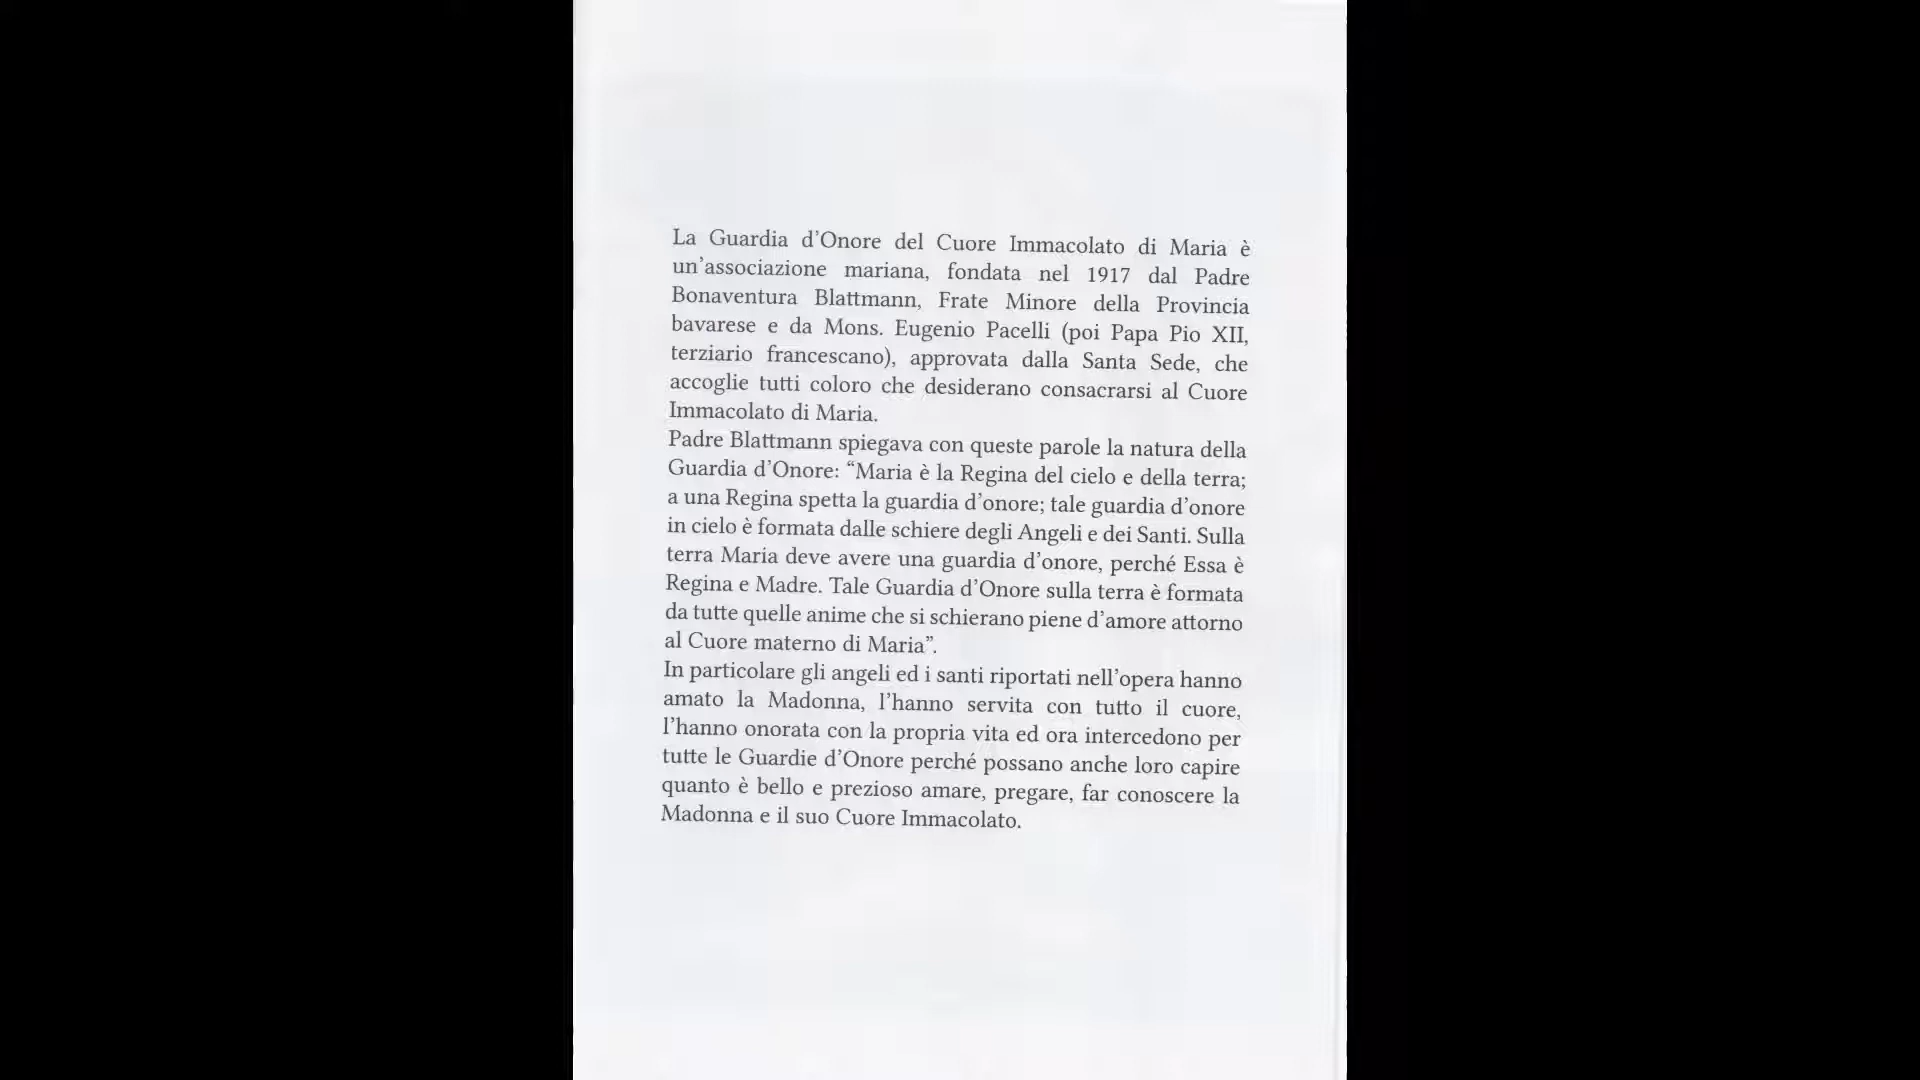 La Guardia d’Onore del Cuore Immacolato di Maria è
un’associazione mariana, fondata nel 1917 dal Padre
Bonaventura Blattmann, Frate Minore della Provincia
bavarese e da Mons. Eugenio Pacelli (poi Papa Pio XII,
terziario francescano), approvata dalla Santa Sede, che
accoglie tutti coloro che desiderano consacrarsi al Cuore
Immacolato di Maria.
Padre Blattmann spiegava con queste parole la natura della
Guardia d’Onore: “Maria è la Regina del cielo e della terra;
a una Regina spetta la guardia d’onore; tale guardia d’onore
in cielo è formata dalle schiere degli Angeli e dei Santi. Sulla
terra Maria deve avere una guardia d’onore, perché Essa è
Regina e Madre. Tale Guardia d’Onore sulla terra è formata
da tutte quelle anime che si schierano piene d’amore attorno
al Cuore materno di Maria”.
In particolare gli angeli ed i santi riportati nell’opera hanno
amato la Madonna, l’hanno servita con tutto il cuore,
l’hanno onorata con la propria vita ed ora intercedono per
tutte le Guardie d’Onore perché possano anche loro capire
quanto è bello e prezioso amare, pregare, far conoscere la
Madonna e il suo Cuore Immacolato.